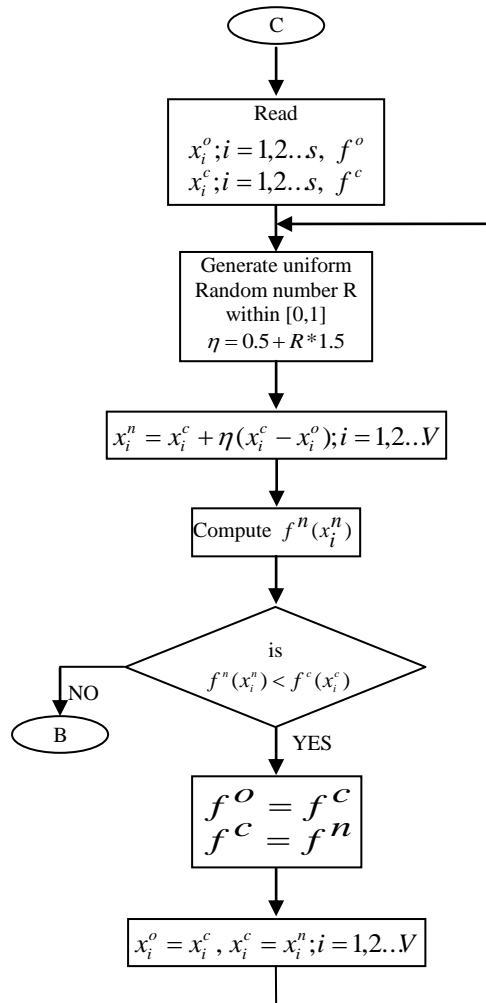 C
Read
x_i^o; i = 1,2...s, f^o
x_i^c; i = 1,2...s, f^c
Generate uniform
Random number R
within [0,1]
η = 0.5 + R*1.5
x_i^n = x_i^c + η(x_i^c − x_i^o); i = 1,2...V
Compute f^n(x_i^n)
is
f^n(x_i^n) < f^c(x_i^c)
NO
B
YES
f^o = f^c
f^c = f^n
x_i^o = x_i^c, x_i^c = x_i^n; i = 1,2...V